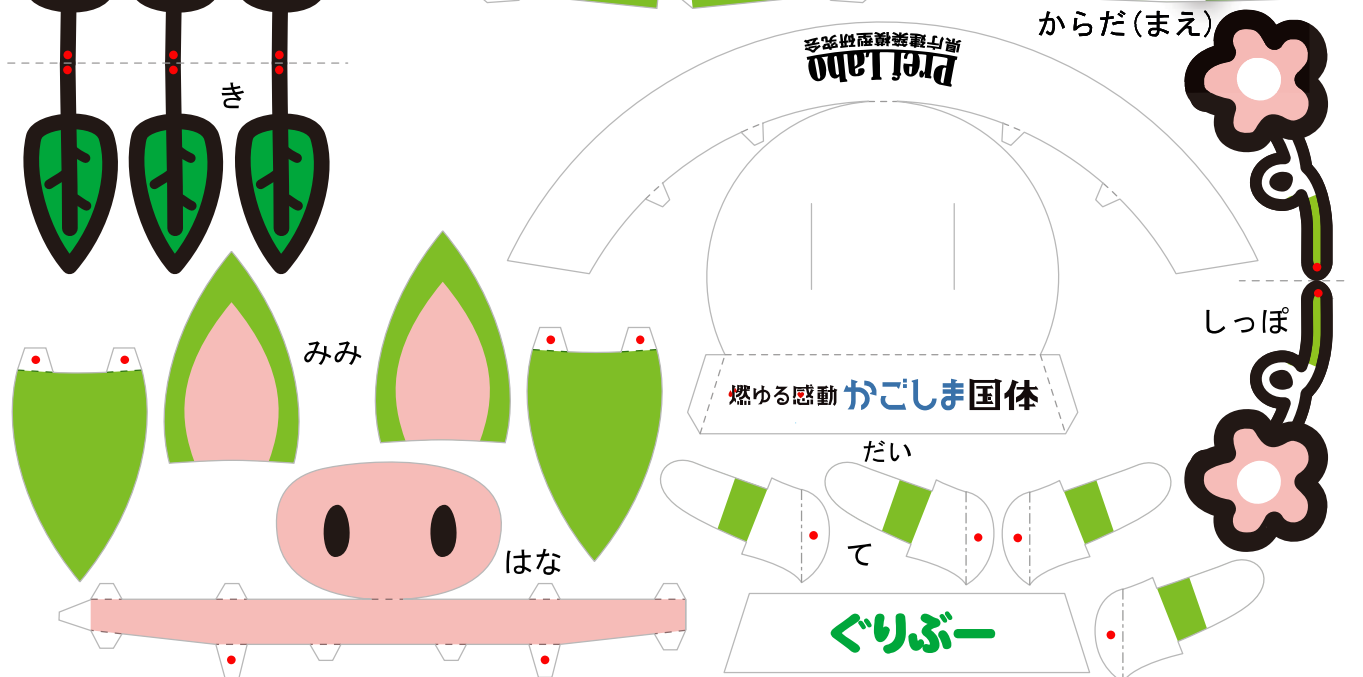 からだ(まえ)
県庁建築模型研究会
Pref Labo
き
しっぽ
みみ
燃ゆる感動かごしま国体
だい
て
はな
ぐりぶー